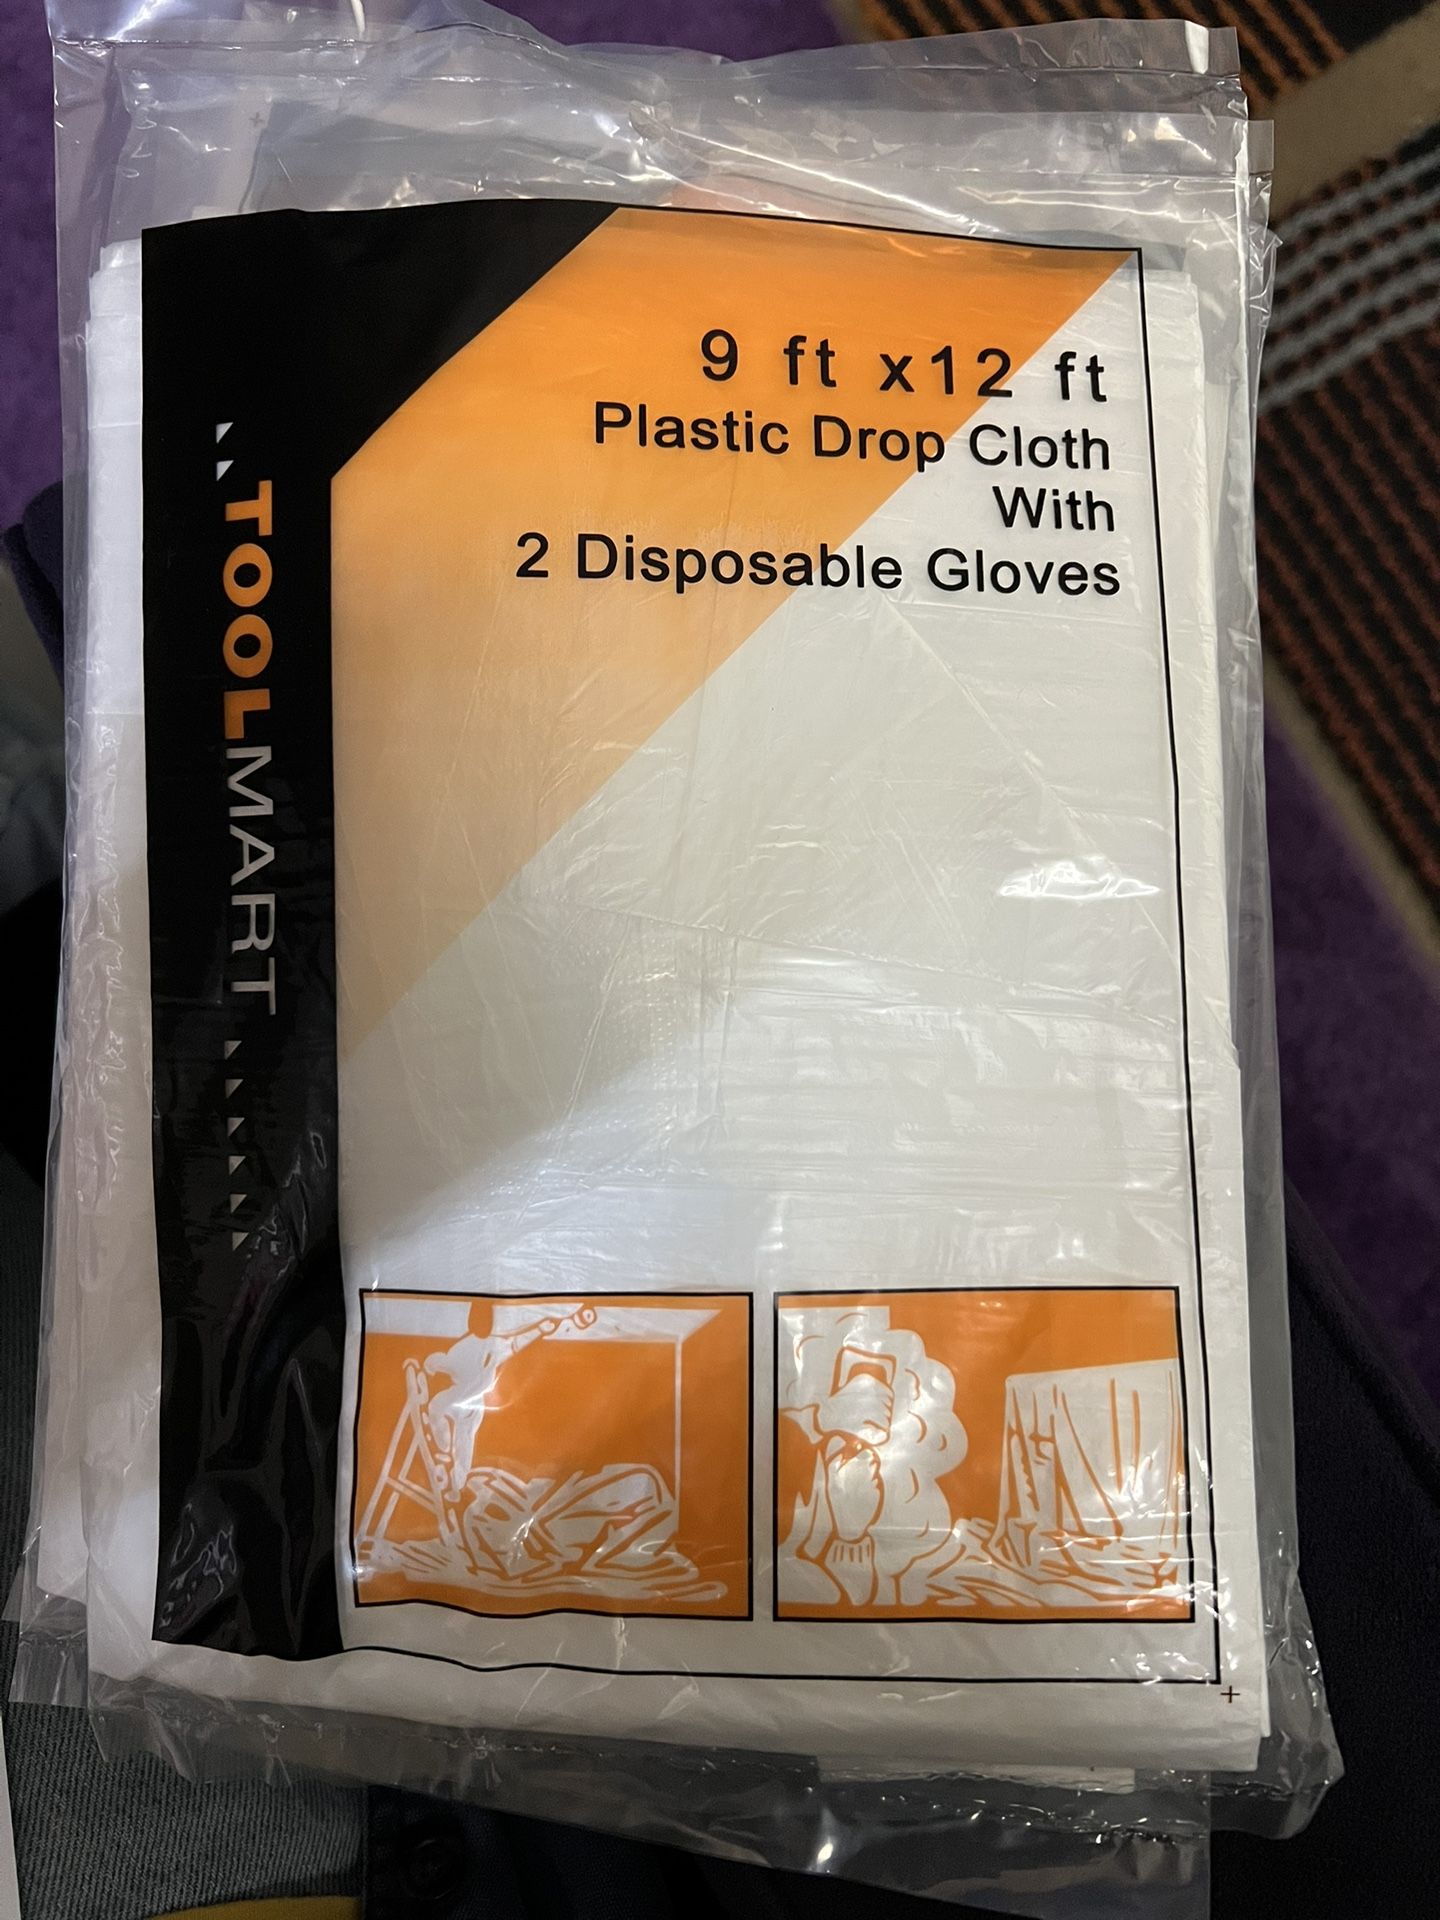 9 ft x12 ft
Plastic Drop Cloth
With
2 Disposable Gloves
TOOLMART